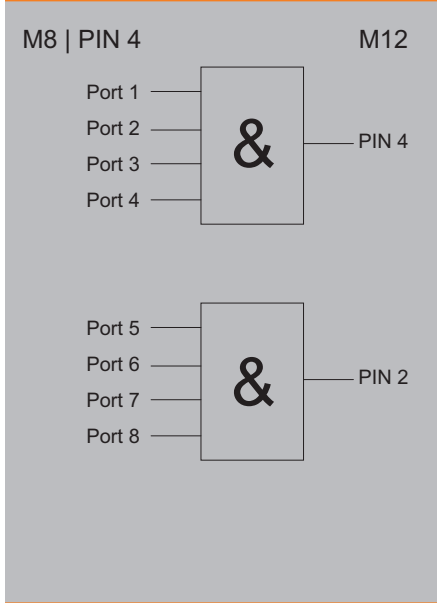 M8 | PIN 4 M12
Port 1
Port 2
& PIN 4
Port 3
Port 4
Port 5
Port 6
& PIN 2
Port 7
Port 8